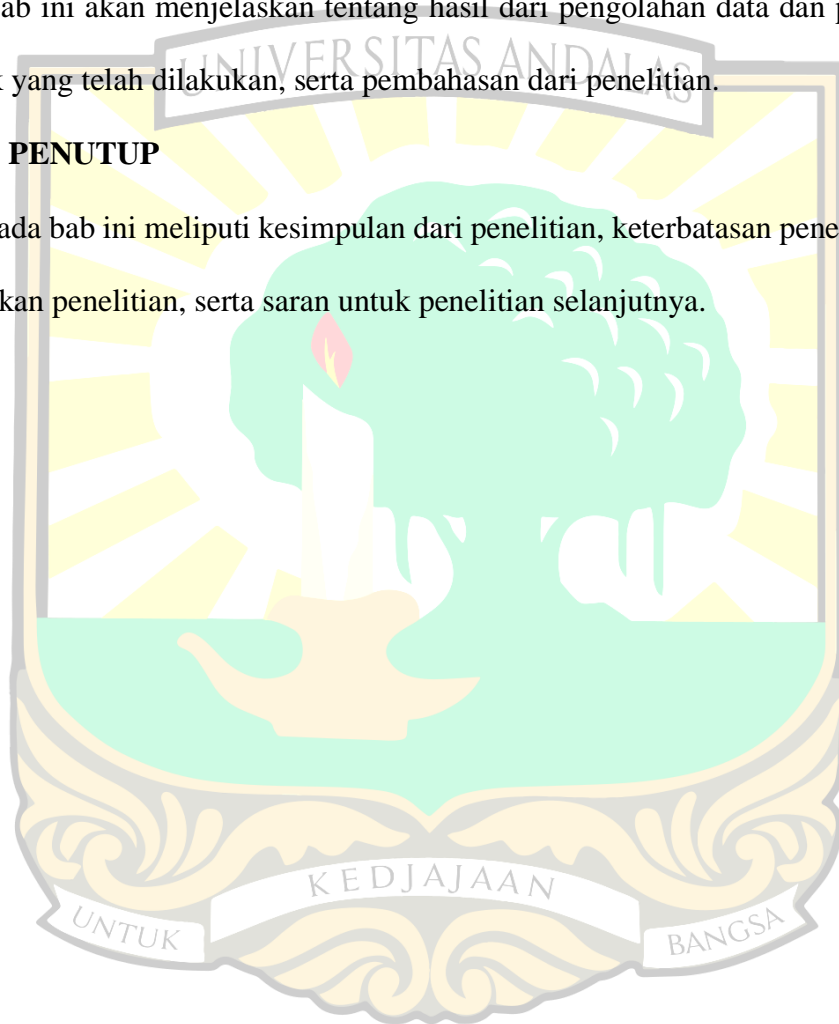 ab ini akan menjelaskan tentang hasil dari pengolahan data dan
UNIVERSITAS ANDALAS
yang telah dilakukan, serta pembahasan dari penelitian.
PENUTUP
ada bab ini meliputi kesimpulan dari penelitian, keterbatasan pene
kan penelitian, serta saran untuk penelitian selanjutnya.
KEDJAJAAN
UNTUK
BANGSA